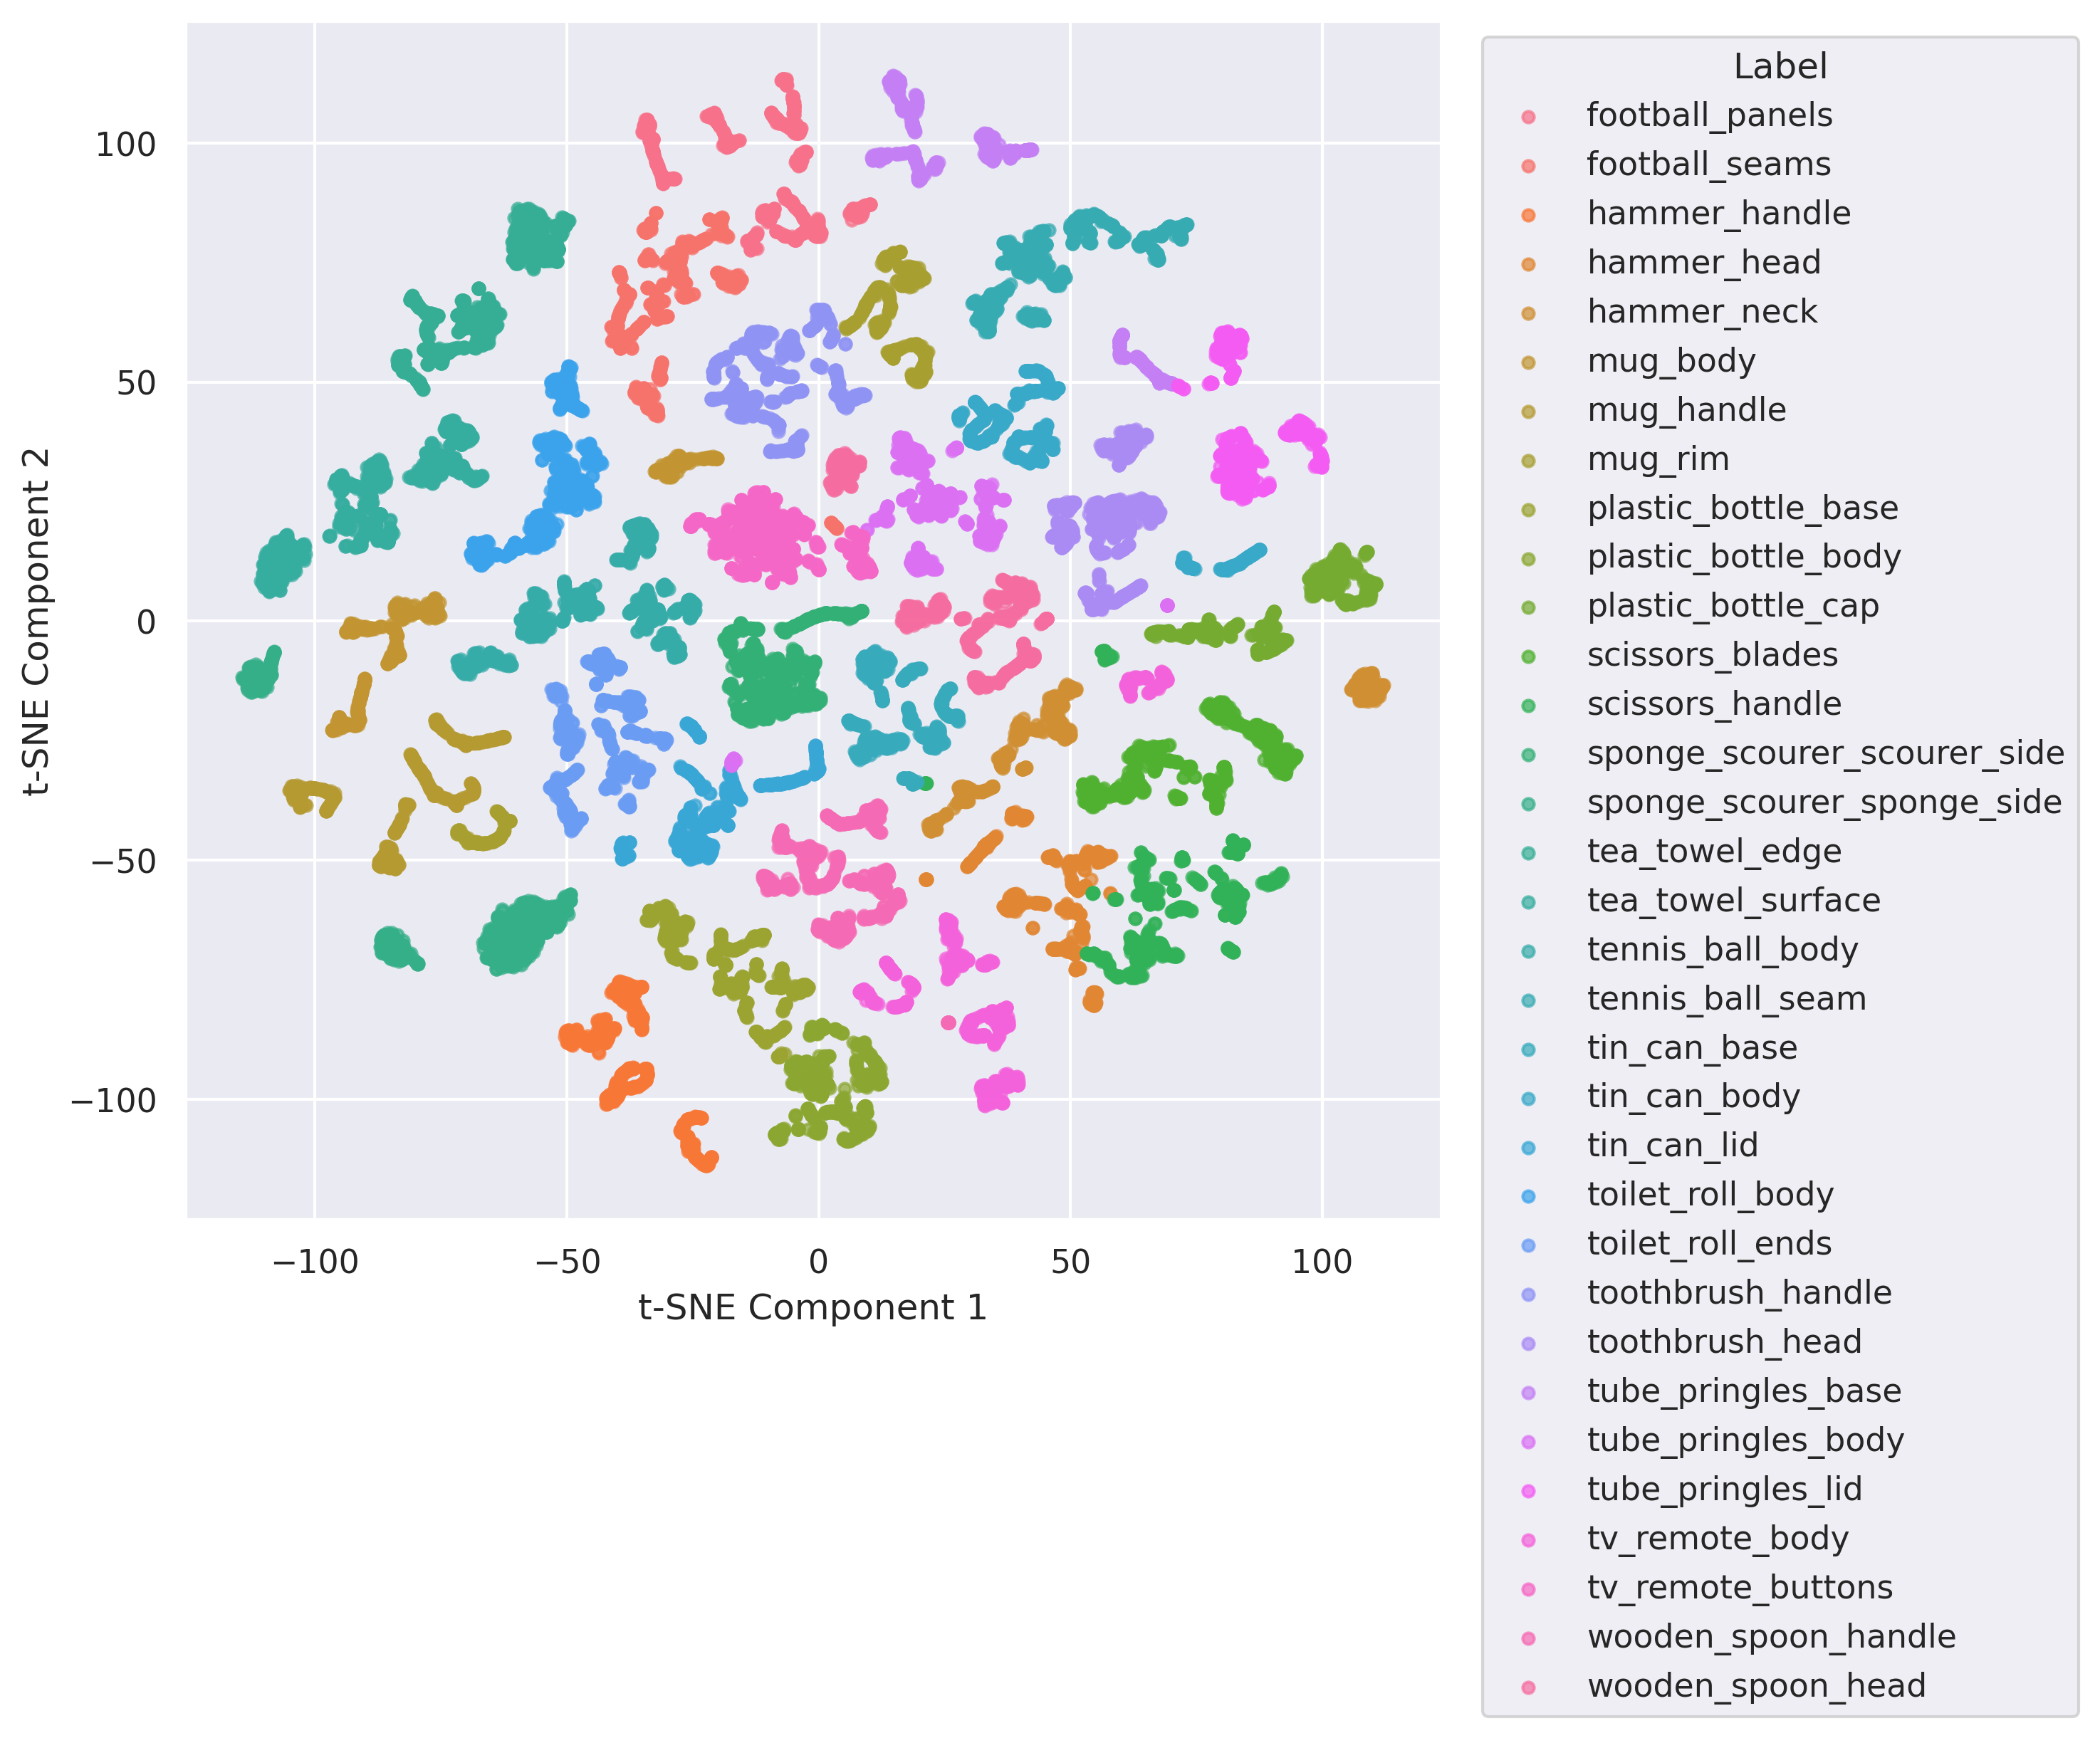 100
50
0
−50
−100
t-SNE Component 2
−100
−50
0
50
100
t-SNE Component 1
Label
football_panels
football_seams
hammer_handle
hammer_head
hammer_neck
mug_body
mug_handle
mug_rim
plastic_bottle_base
plastic_bottle_body
plastic_bottle_cap
scissors_blades
scissors_handle
sponge_scourer_scourer_side
sponge_scourer_sponge_side
tea_towel_edge
tea_towel_surface
tennis_ball_body
tennis_ball_seam
tin_can_base
tin_can_body
tin_can_lid
toilet_roll_body
toilet_roll_ends
toothbrush_handle
toothbrush_head
tube_pringles_base
tube_pringles_body
tube_pringles_lid
tv_remote_body
tv_remote_buttons
wooden_spoon_handle
wooden_spoon_head